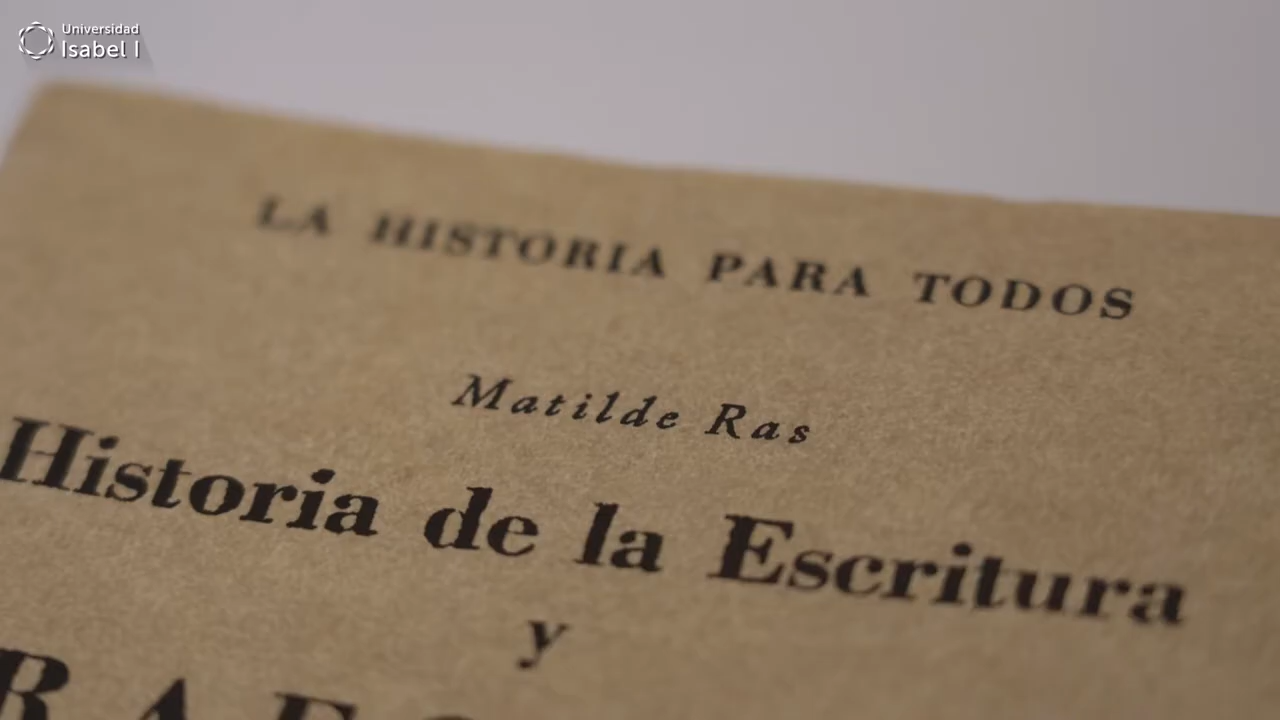 Universidad
Isabel I
LA HISTORIA PARA TODOS
Matilde Ras
Historia de la Escritura
y